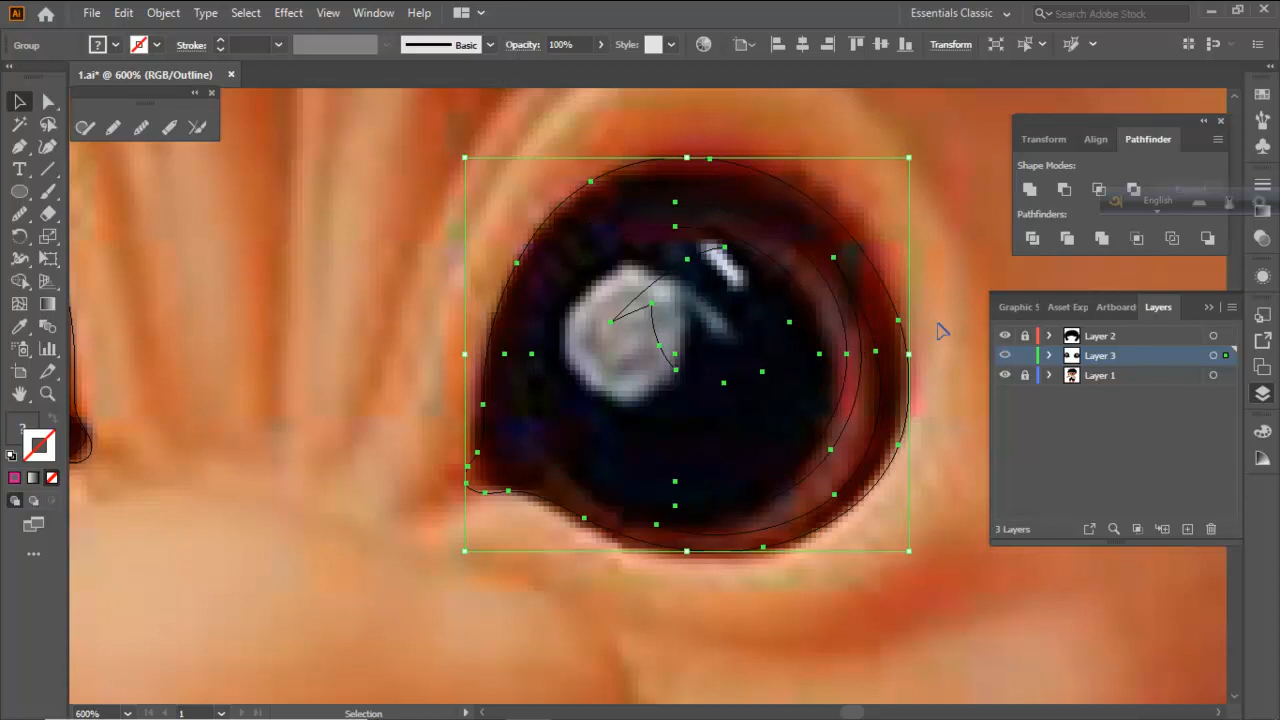 Ai File Edit Object Type Select Effect View Window Help Essentials Classic Search Adobe Stock
Group ? Stroke: Basic Opacity: 100% Style: Transform
1.ai* @ 600% (RGB/Outline)
Transform Align Pathfinder
Shape Modes:
English
Pathfinders:
Graphic S Asset Exp Artboard Layers
Layer 2
Layer 3
Layer 1
?
3 Layers
600% 1 Selection